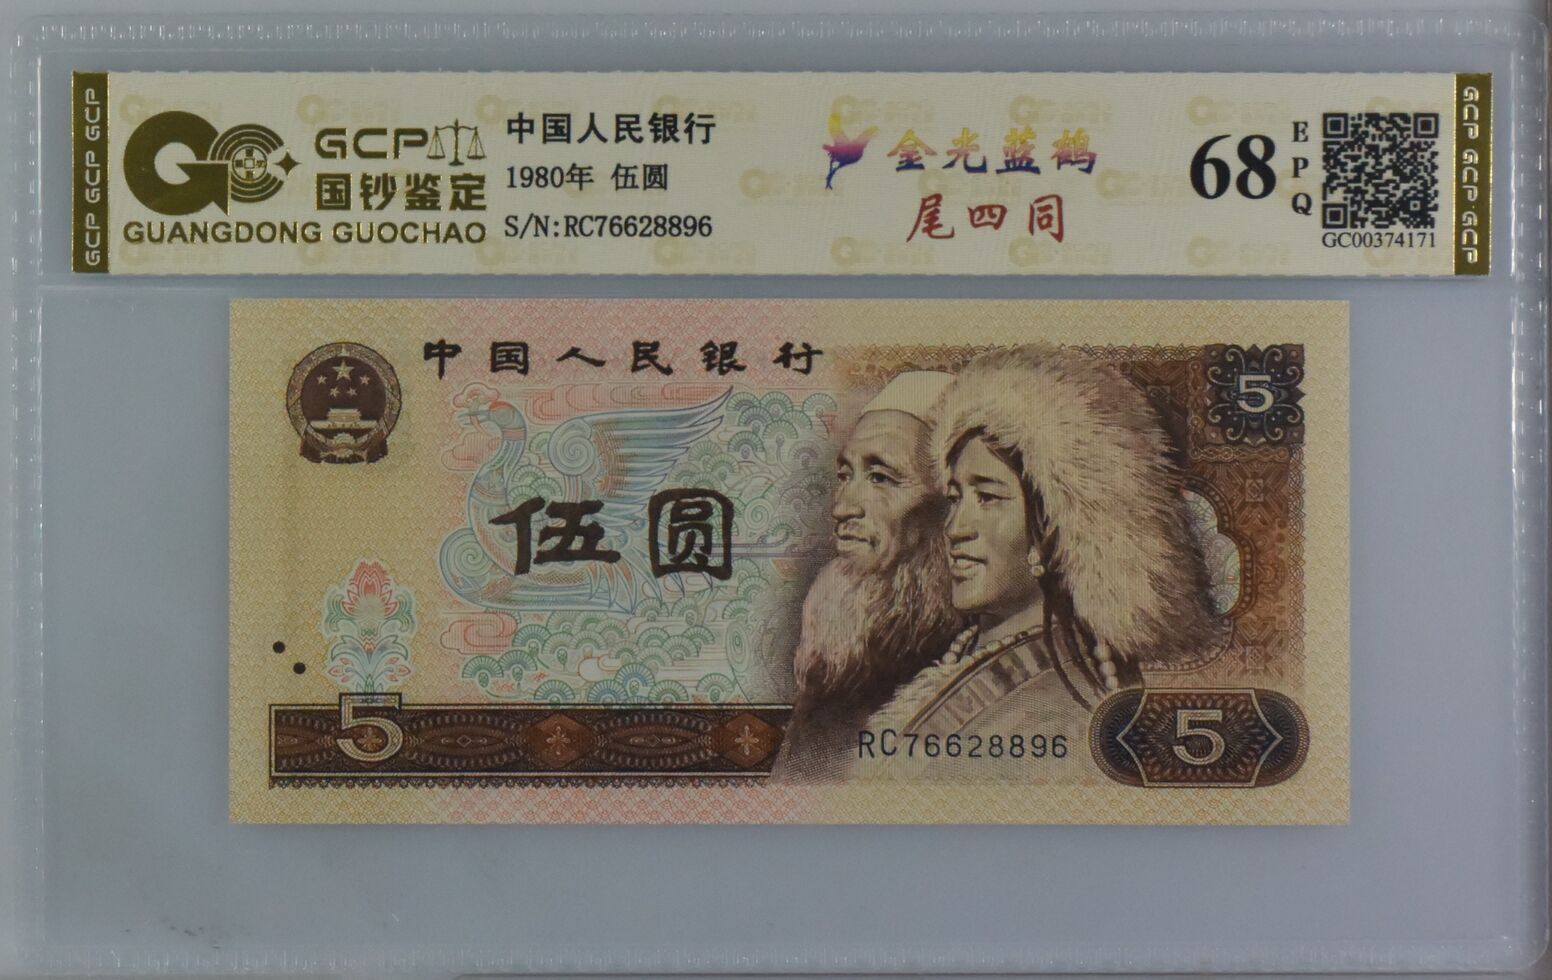 GCP GCP GCP
GCP
国钞鉴定
GUANGDONG GUOCHAO
中国人民银行
1980年 伍圆
S/N:RC76628896
金光蓝鹤
尾四同
68
EPQ
GC00374171
GCP GCP GCP
中国人民银行
5
伍圆
5
RC76628896
5